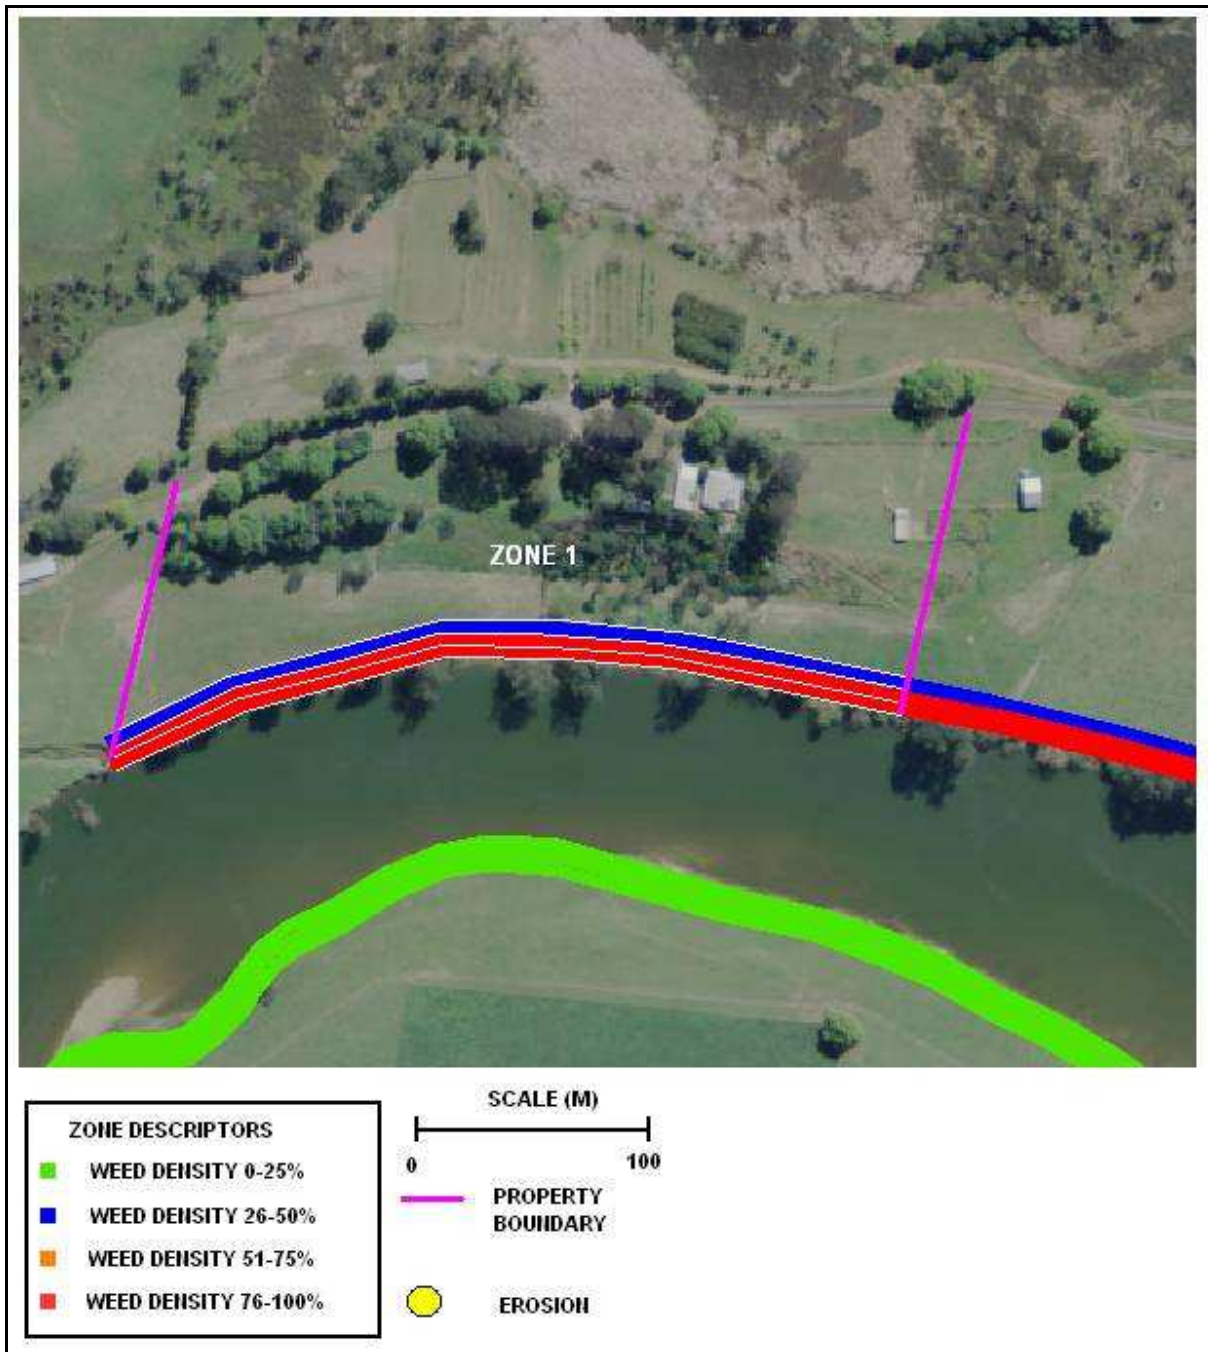 ZONE 1
ZONE DESCRIPTORS
WEED DENSITY 0-25%
WEED DENSITY 26-50%
WEED DENSITY 51-75%
WEED DENSITY 76-100%
SCALE (M)
0 100
PROPERTY
BOUNDARY
EROSION